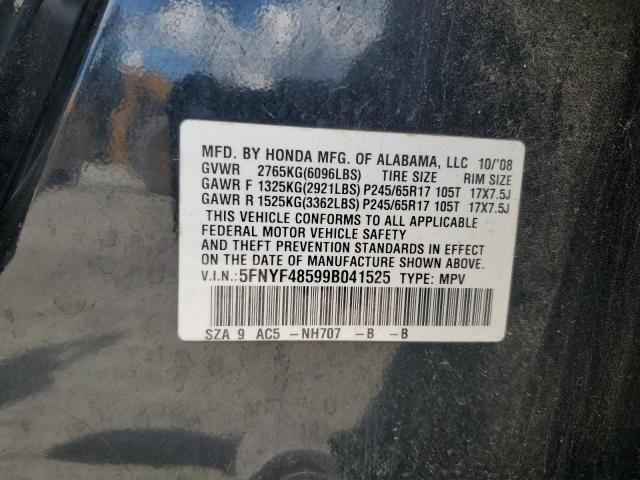 MFD. BY HONDA MFG. OF ALABAMA, LLC 10/'08
GVWR 2765KG(6096LBS) TIRE SIZE RIM SIZE
GAWR F 1325KG(2921LBS) P245/65R17 105T 17X7.5J
GAWR R 1525KG(3362LBS) P245/65R17 105T 17X7.5J
THIS VEHICLE CONFORMS TO ALL APPLICABLE
FEDERAL MOTOR VEHICLE SAFETY
AND THEFT PREVENTION STANDARDS IN EFFECT
ON THE DATE OF MANUFACTURE SHOWN ABOVE.
V.I.N.: 5FNYF48599B041525 TYPE: MPV
SZA 9 AC5 -NH707 -B -B